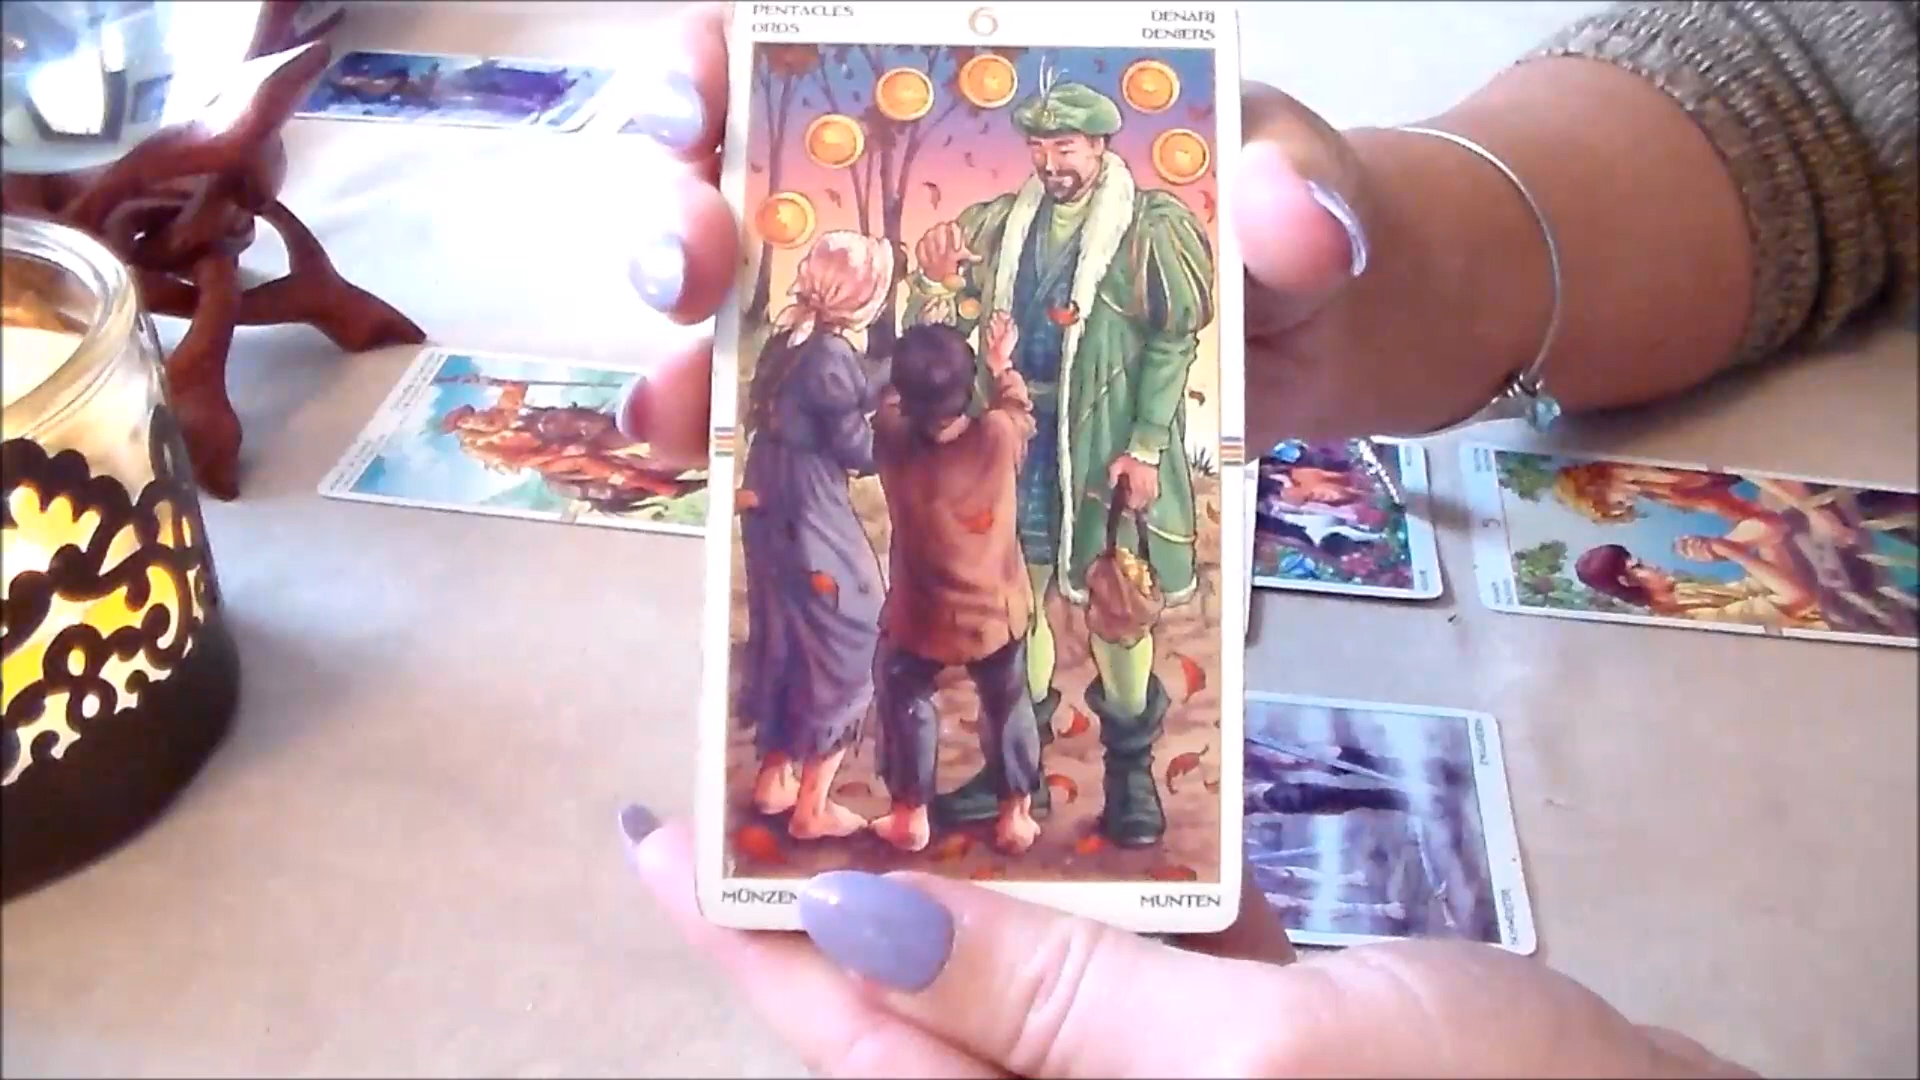 PENTACLES
OROS
6
DENARI
DENIERS
MÜNZEN
MUNTEN